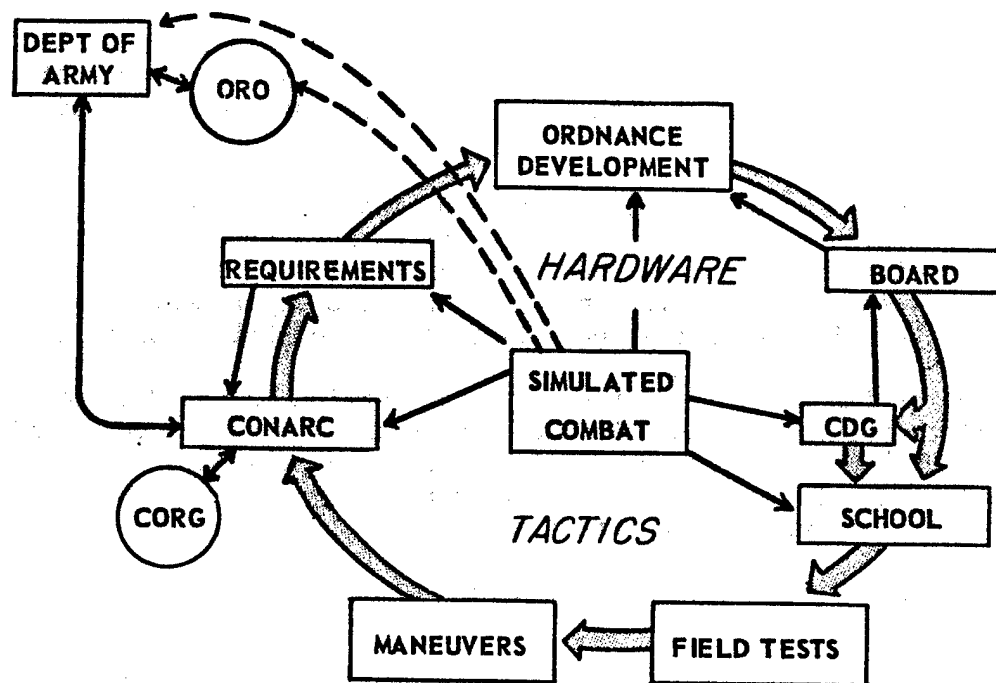 DEPT OF
ARMY
ORO
ORDNANCE
DEVELOPMENT
REQUIREMENTS
HARDWARE
BOARD
SIMULATED
COMBAT
CONARC
CDG
CORG
SCHOOL
TACTICS
MANEUVERS
FIELD TESTS